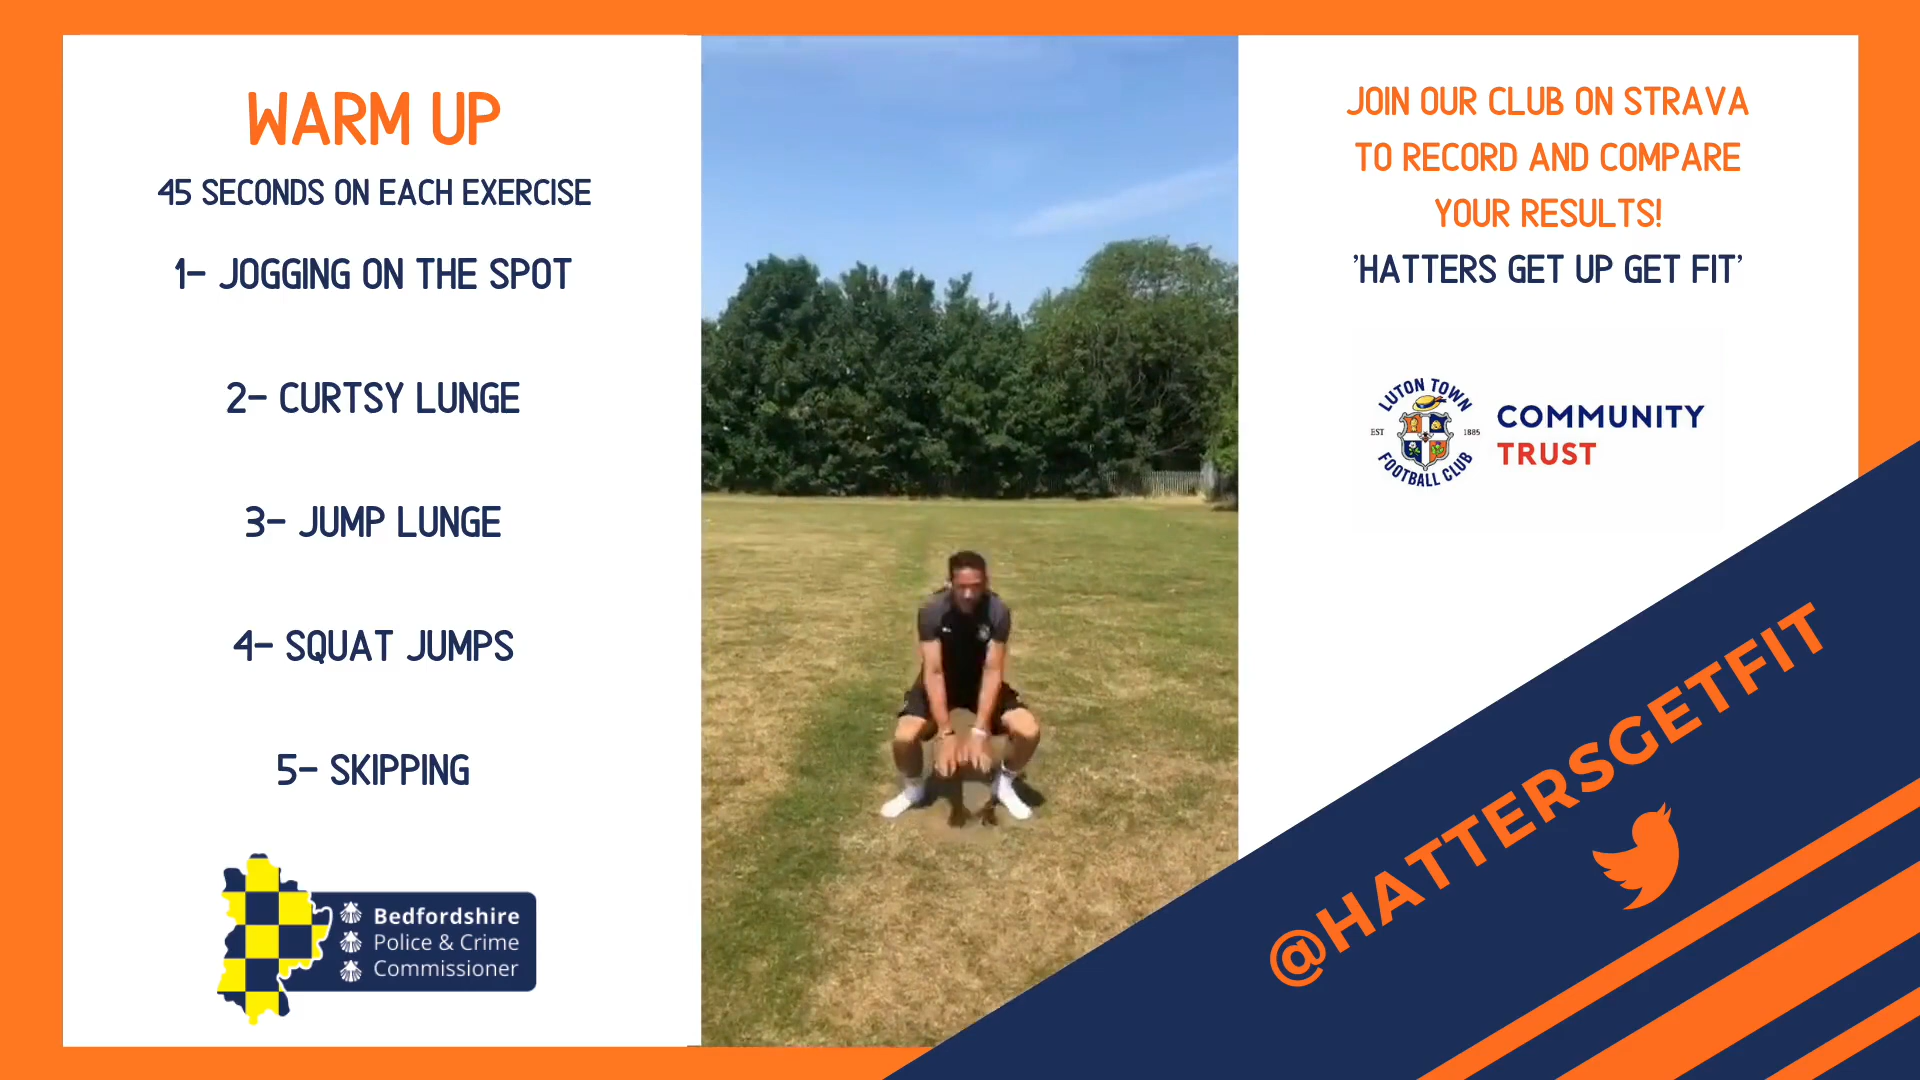 WARM UP
45 SECONDS ON EACH EXERCISE
1- JOGGING ON THE SPOT
2- CURTSY LUNGE
3- JUMP LUNGE
4- SQUAT JUMPS
5- SKIPPING
Bedfordshire
Police & Crime
Commissioner
JOIN OUR CLUB ON STRAVA
TO RECORD AND COMPARE
YOUR RESULTS!
'HATTERS GET UP GET FIT'
LUTON TOWN
EST 1885
FOOTBALL CLUB
COMMUNITY
TRUST
@HATTERSGETFIT